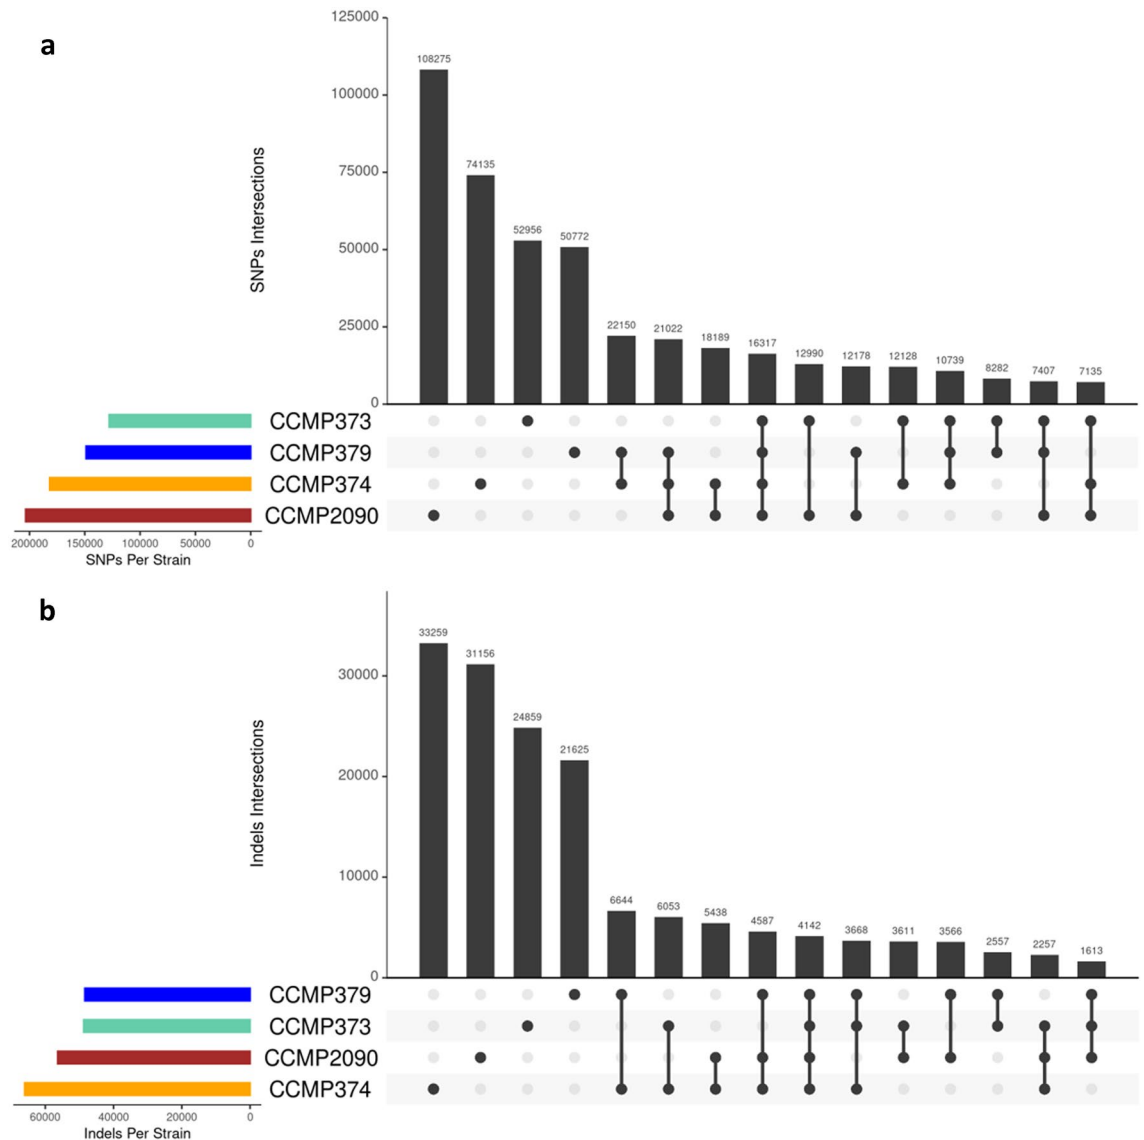 a
125000
108275
100000
74135
75000
52956
50772
50000
SNPs Intersections
25000
22150 21022 18189 16317 12990 12178 12128 10739 8282 7407 7135
0
CCMP373
CCMP379
CCMP374
CCMP2090
200000 150000 100000 50000 0
SNPs Per Strain
b
33259
31156
30000
24859
21625
20000
Indels Intersections
10000
6644 6053 5438 4587 4142 3668 3611 3566 2557 2257 1613
0
CCMP379
CCMP373
CCMP2090
CCMP374
60000 40000 20000 0
Indels Per Strain